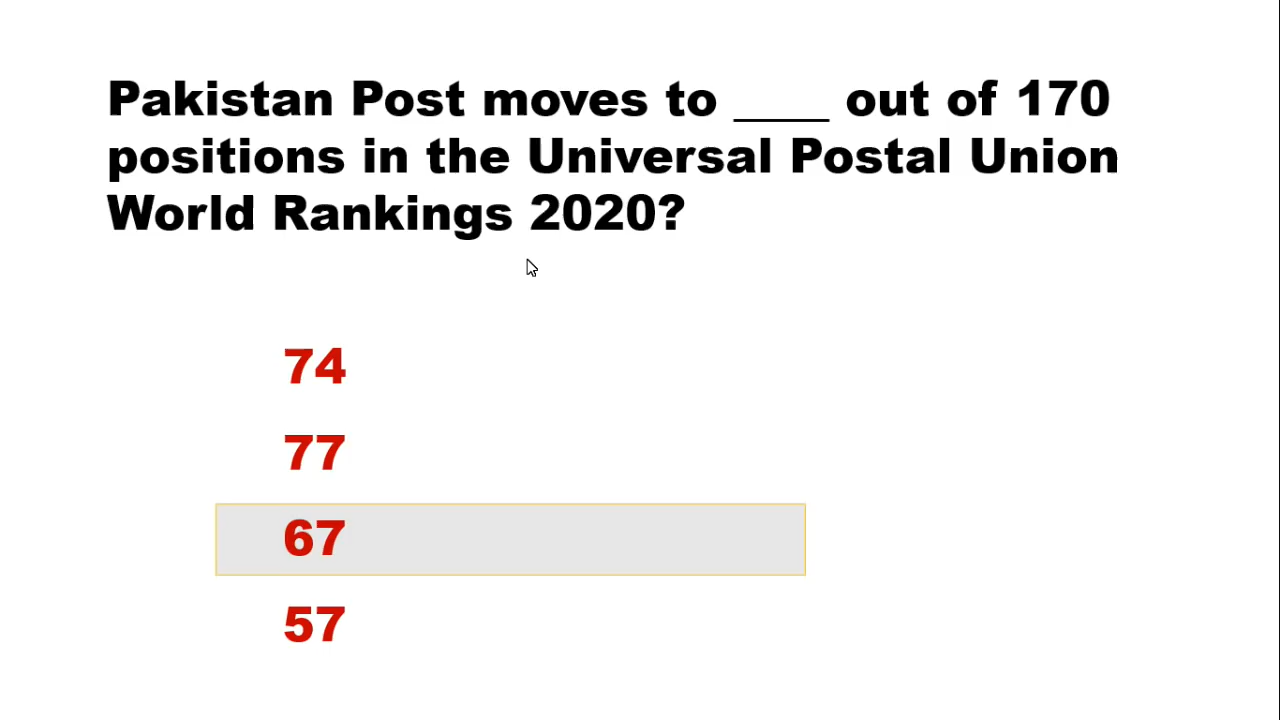 Pakistan Post moves to ____ out of 170
positions in the Universal Postal Union
World Rankings 2020?
74
77
67
57